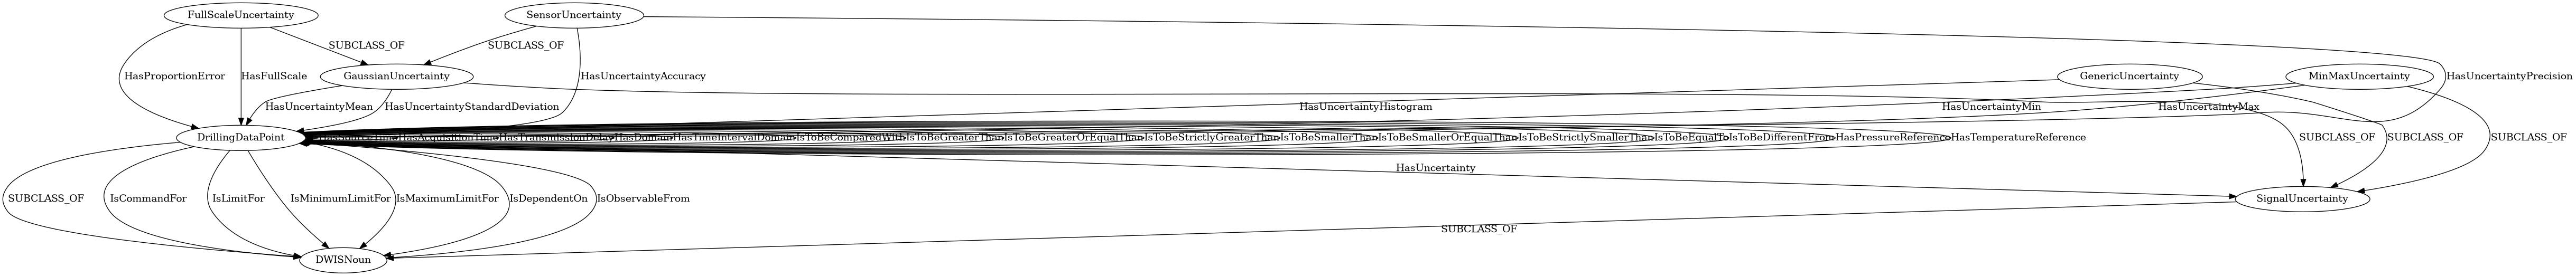 FullScaleUncertainty
SensorUncertainty
SUBCLASS_OF
SUBCLASS_OF
HasProportionError
HasFullScale
GaussianUncertainty
HasUncertaintyAccuracy
GenericUncertainty
MinMaxUncertainty
HasUncertaintyPrecision
HasUncertaintyMean
HasUncertaintyStandardDeviation
HasUncertaintyHistogram
HasUncertaintyMin
HasUncertaintyMax
DrillingDataPoint
HasAcquisitionTime
HasTransmissionDelay
HasDomain
HasTimeIntervalDomain
IsToBeComparedWith
IsToBeGreaterThan
IsToBeGreaterOrEqualThan
IsToBeStrictlyGreaterThan
IsToBeSmallerThan
IsToBeSmallerOrEqualThan
IsToBeStrictlySmallerThan
IsToBeEqualTo
IsToBeDifferentFrom
HasPressureReference
HasTemperatureReference
SUBCLASS_OF
SUBCLASS_OF
SUBCLASS_OF
HasUncertainty
SUBCLASS_OF
IsCommandFor
IsLimitFor
IsMinimumLimitFor
IsMaximumLimitFor
IsDependentOn
IsObservableFrom
SignalUncertainty
SUBCLASS_OF
DWISNoun